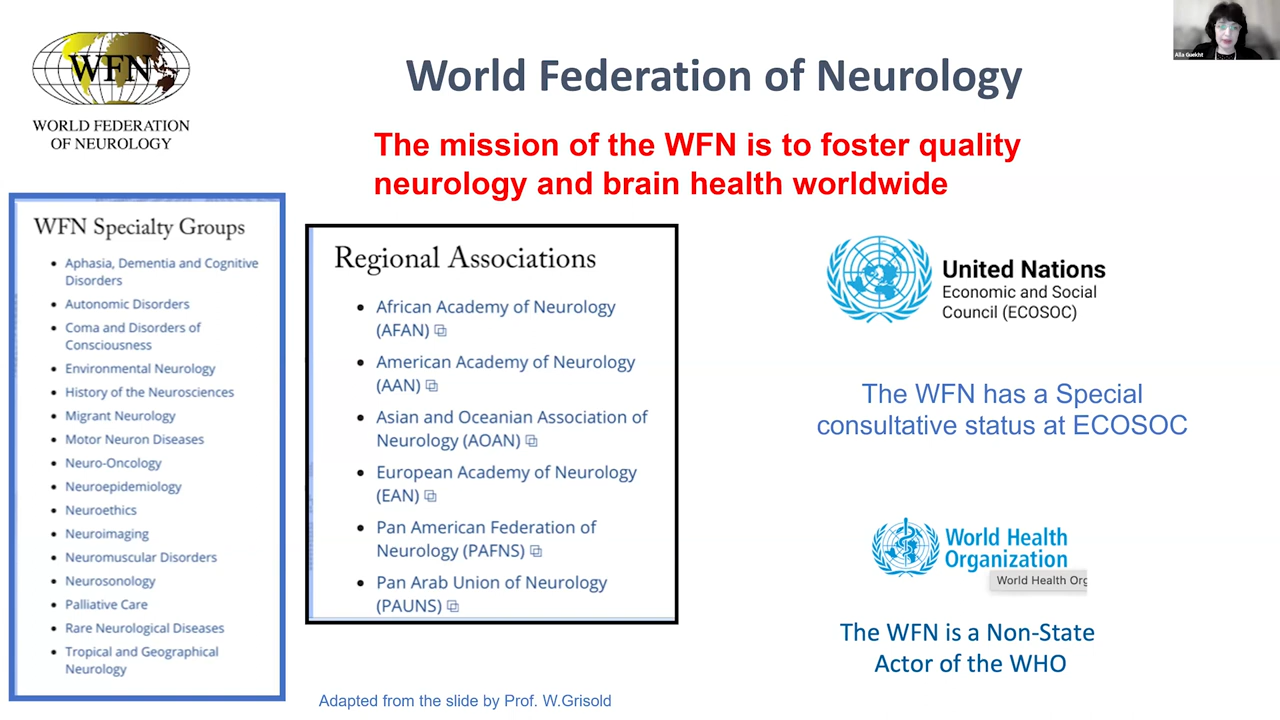 WFN
WORLD FEDERATION
OF NEUROLOGY
World Federation of Neurology
Alla Guekht
The mission of the WFN is to foster quality
neurology and brain health worldwide
WFN Specialty Groups
Aphasia, Dementia and Cognitive
Disorders
Autonomic Disorders
Coma and Disorders of
Consciousness
Environmental Neurology
History of the Neurosciences
Migrant Neurology
Motor Neuron Diseases
Neuro-Oncology
Neuroepidemiology
Neuroethics
Neuroimaging
Neuromuscular Disorders
Neurosonology
Palliative Care
Rare Neurological Diseases
Tropical and Geographical
Neurology
Regional Associations
African Academy of Neurology
(AFAN)
American Academy of Neurology
(AAN)
Asian and Oceanian Association of
Neurology (AOAN)
European Academy of Neurology
(EAN)
Pan American Federation of
Neurology (PAFNS)
Pan Arab Union of Neurology
(PAUNS)
United Nations
Economic and Social
Council (ECOSOC)
The WFN has a Special
consultative status at ECOSOC
World Health
Organization
World Health Org
The WFN is a Non-State
Actor of the WHO
Adapted from the slide by Prof. W.Grisold